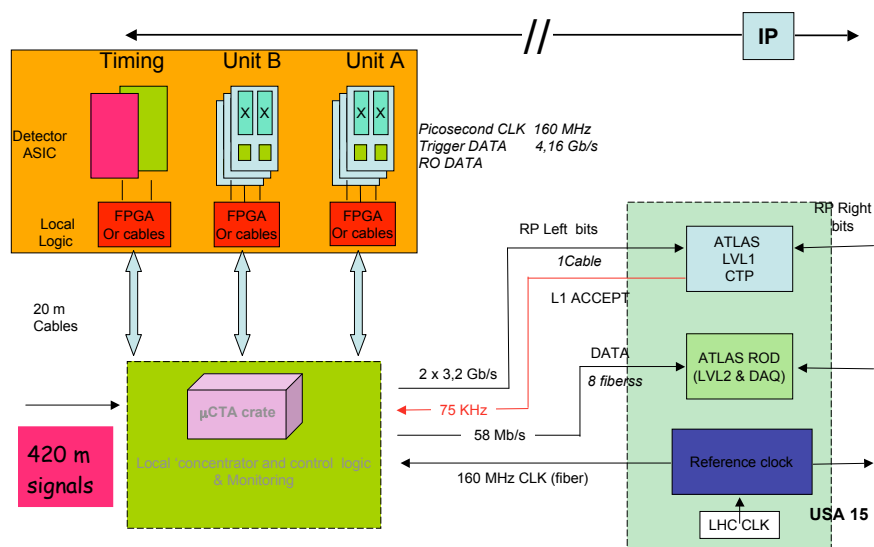 IP
Timing
Unit B
Unit A
X X
X X
Detector
ASIC
Picosecond CLK 160 MHz
Trigger DATA 4,16 Gb/s
RO DATA
Local
Logic
FPGA
Or cables
FPGA
Or cables
FPGA
Or cables
RP Left bits
1Cable
L1 ACCEPT
ATLAS
LVL1
CTP
RP Right
bits
20 m
Cables
2 x 3,2 Gb/s
DATA
8 fiberss
ATLAS ROD
(LVL2 & DAQ)
µCTA crate
75 KHz
58 Mb/s
420 m
signals
Local 'concentrator and control logic
& Monitoring
160 MHz CLK (fiber)
Reference clock
USA 15
LHC CLK